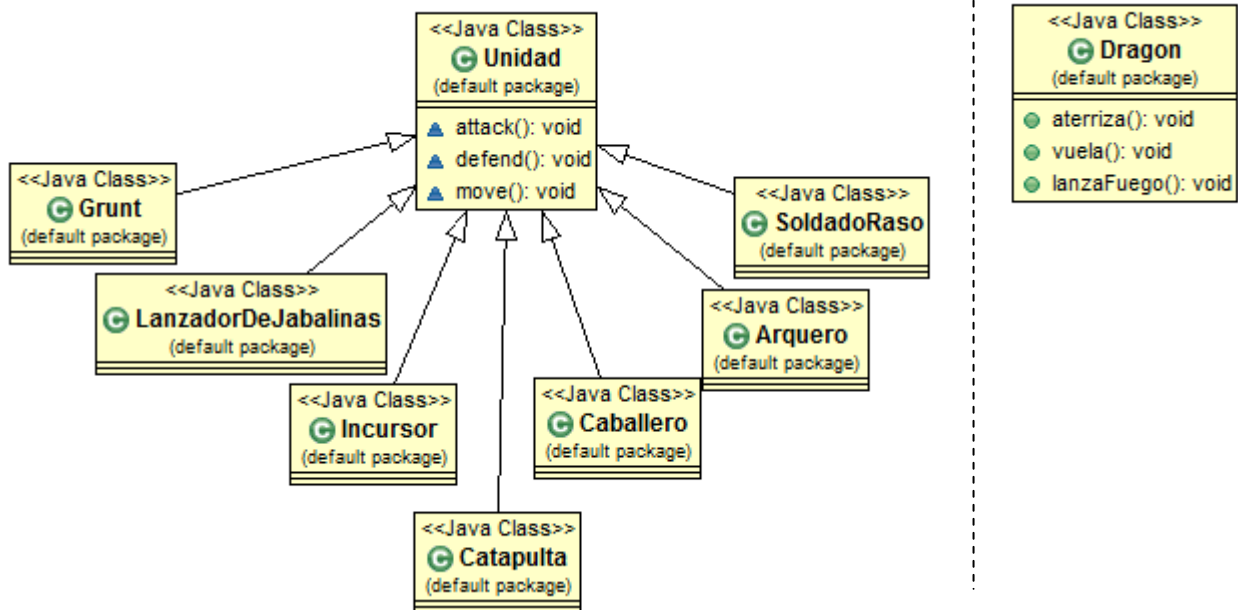 <<Java Class>>
Unidad
(default package)
attack(): void
defend(): void
move(): void
<<Java Class>>
Dragon
(default package)
aterriza(): void
vuela(): void
lanzaFuego(): void
<<Java Class>>
Grunt
(default package)
<<Java Class>>
SoldadoRaso
(default package)
<<Java Class>>
LanzadorDeJabalinas
(default package)
<<Java Class>>
Arquero
(default package)
<<Java Class>>
Incursor
(default package)
<<Java Class>>
Caballero
(default package)
<<Java Class>>
Catapulta
(default package)